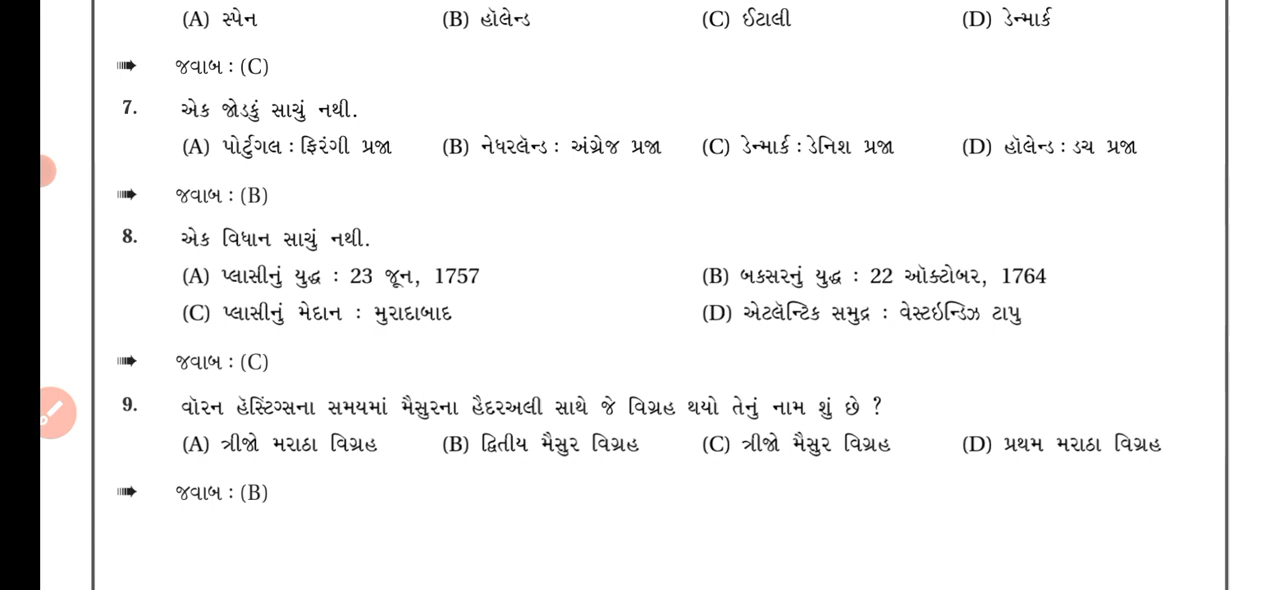 (A) સ્પેન (B) હૉલેન્ડ (C) ઈટાલી (D) ડેન્માર્ક
જવાબ : (C)
7. એક જોડકું સાચું નથી.
(A) પોર્ટુગલ : ફિરંગી પ્રજા (B) નેધરલૅન્ડ : અંગ્રેજ પ્રજા (C) ડેન્માર્ક : ડેનિશ પ્રજા (D) હૉલેન્ડ : ડચ પ્રજા
જવાબ : (B)
8. એક વિધાન સાચું નથી.
(A) પ્લાસીનું યુદ્ધ : 23 જૂન, 1757 (B) બક્સરનું યુદ્ધ : 22 ઑક્ટોબર, 1764
(C) પ્લાસીનું મેદાન : મુરાદાબાદ (D) એટલૅન્ટિક સમુદ્ર : વેસ્ટઇન્ડિઝ ટાપુ
જવાબ : (C)
9. વૉરન હૅસ્ટિંગ્સના સમયમાં મૈસુરના હૈદરઅલી સાથે જે વિગ્રહ થયો તેનું નામ શું છે ?
(A) ત્રીજો મરાઠા વિગ્રહ (B) દ્વિતીય મૈસુર વિગ્રહ (C) ત્રીજો મૈસુર વિગ્રહ (D) પ્રથમ મરાઠા વિગ્રહ
જવાબ : (B)